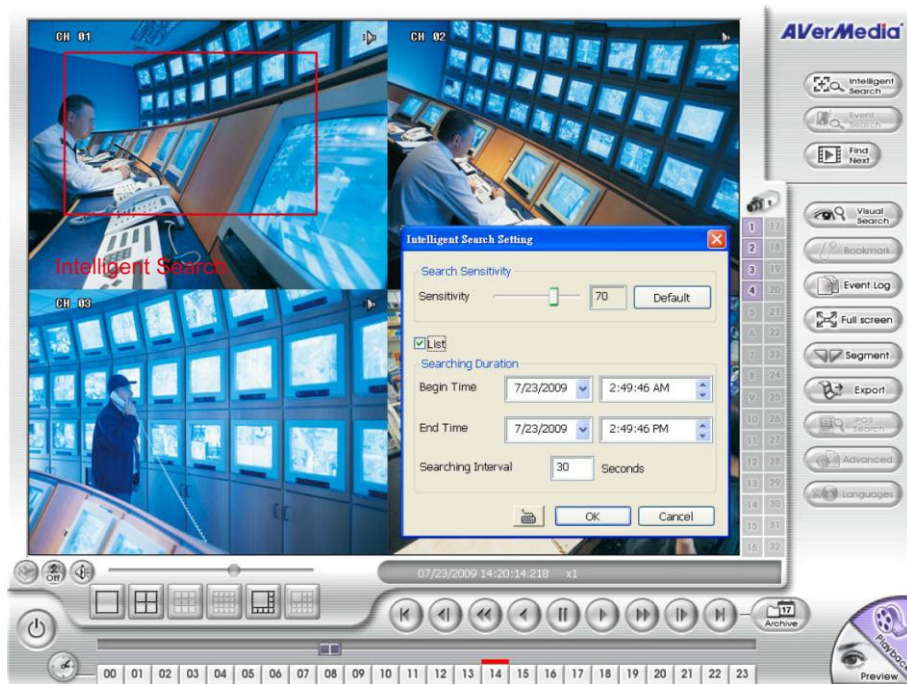 CH 01
CH 02
AVerMedia
Intelligent Search
Event Search
Find Next
Intelligent Search
CH 03
Intelligent Search Setting
Search Sensitivity
Sensitivity 70 Default
List
Searching Duration
Begin Time 7/23/2009 2:49:46 AM
End Time 7/23/2009 2:49:46 PM
Searching Interval 30 Seconds
OK Cancel
1 17
2 18
3 19
4 20
5 21
6 22
7 23
8 24
9 25
10 26
11 27
12 28
13 29
14 30
15 31
16 32
Visual Search
Bookmark
Event Log
Full screen
Segment
Export
iPOS Search
Advanced
Languages
Off
07/23/2009 14:20:14.218 x1
17
Archive
00 01 02 03 04 05 06 07 08 09 10 11 12 13 14 15 16 17 18 19 20 21 22 23
Playback
Preview